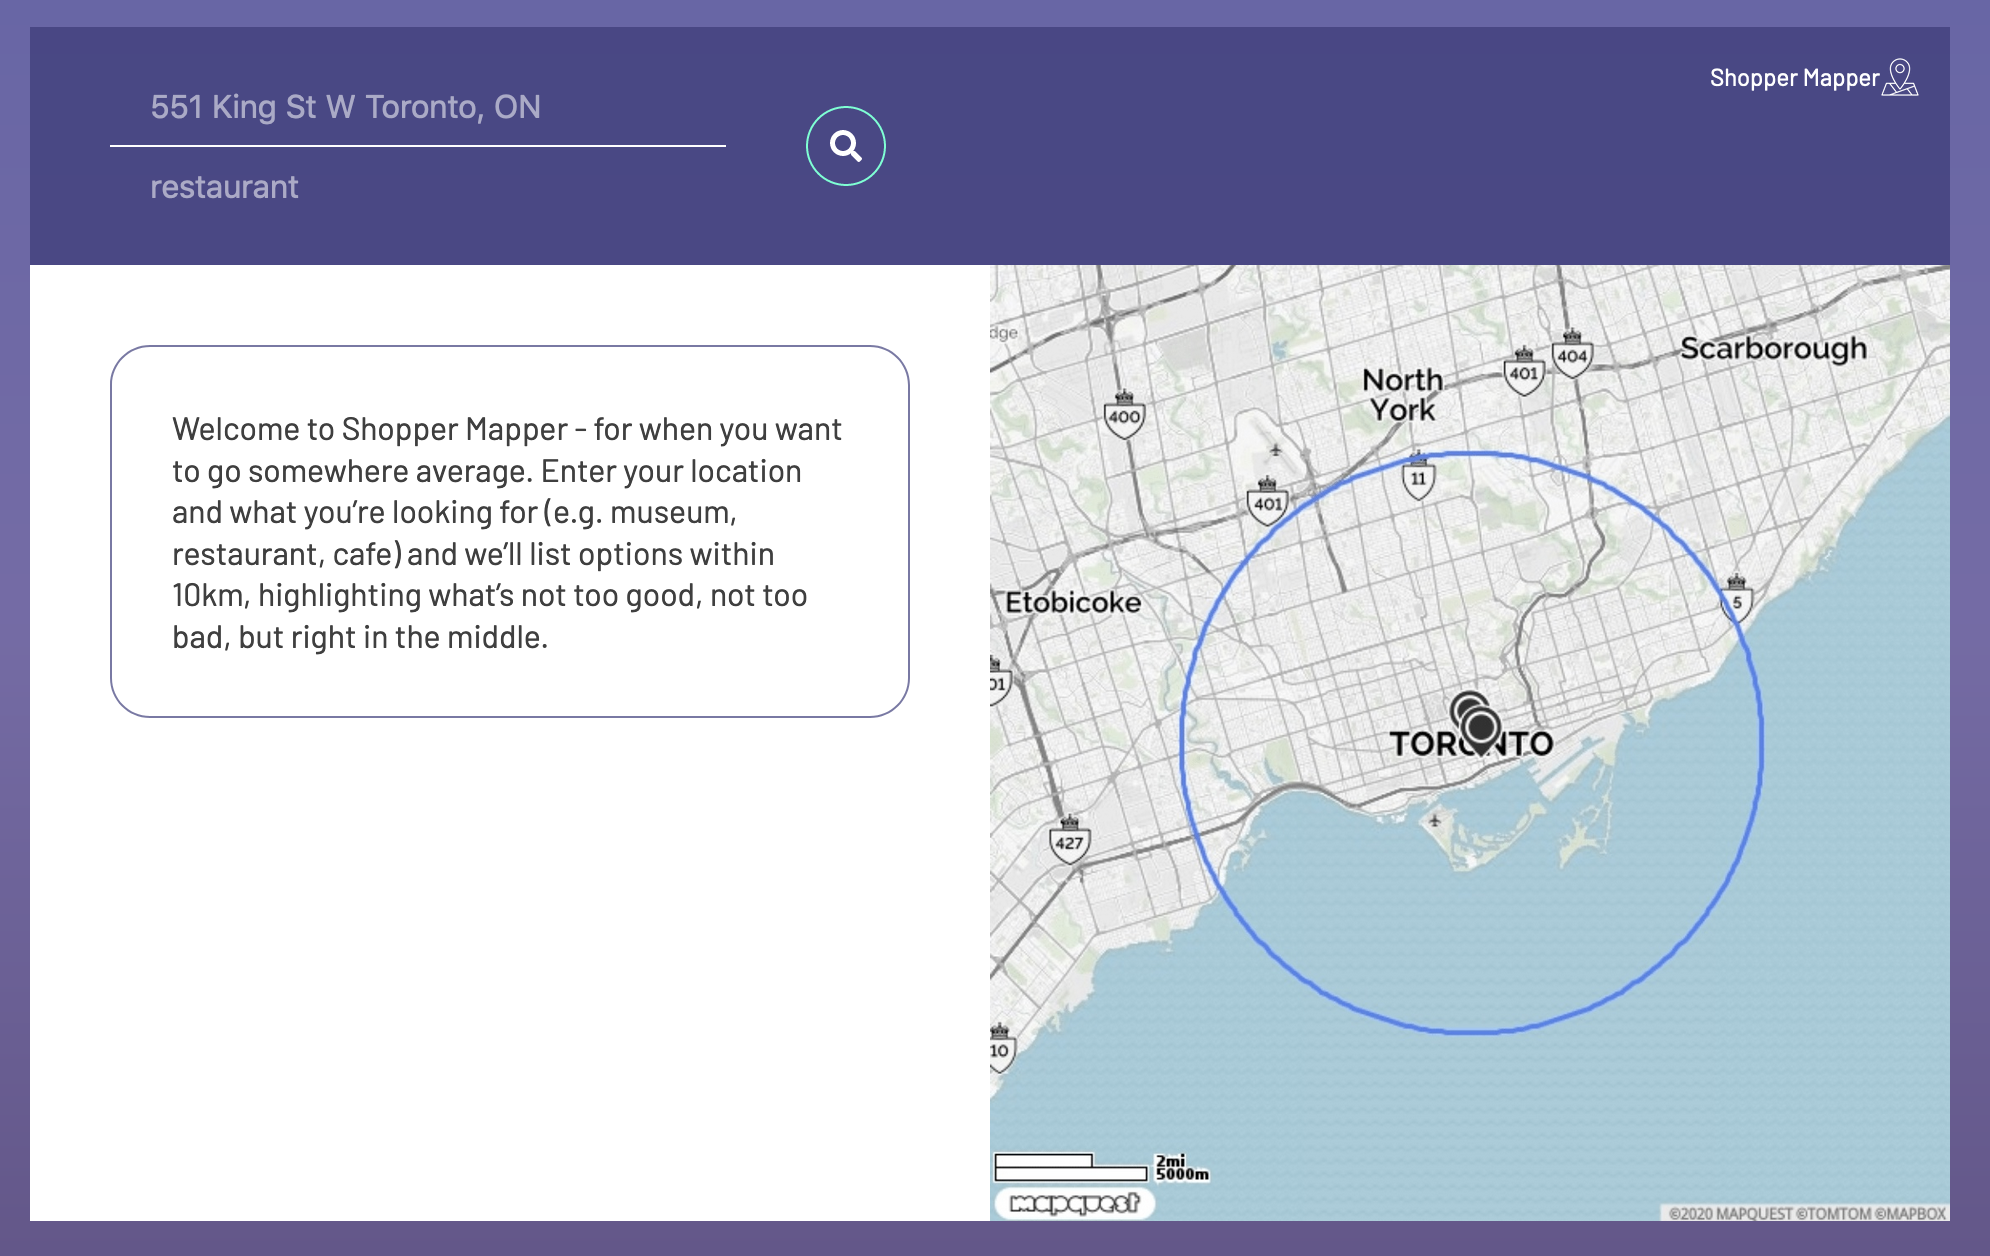 551 King St W Toronto, ON
restaurant
Shopper Mapper
Welcome to Shopper Mapper - for when you want
to go somewhere average. Enter your location
and what you're looking for (e.g. museum,
restaurant, cafe) and we'll list options within
10km, highlighting what's not too good, not too
bad, but right in the middle.
dge
Scarborough
404
401
North
York
400
11
401
5
Etobicoke
01
TORONTO
427
10
2mi
5000m
mapquest
©2020 MAPQUEST ©TOMTOM ©MAPBOX